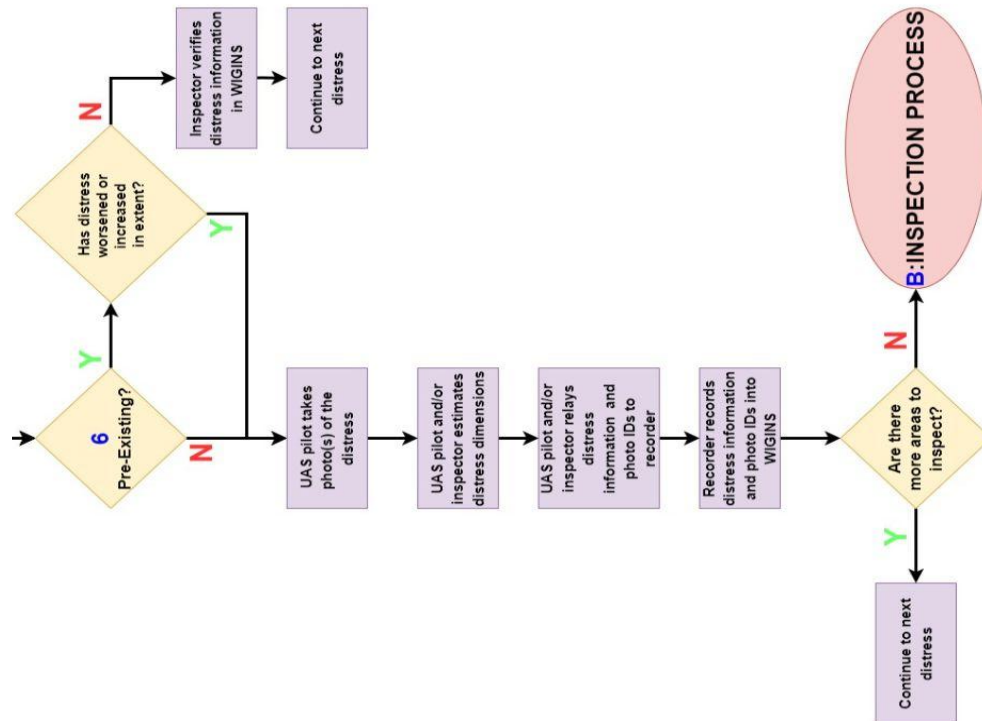 6
Pre-Existing?
Y
N
Has distress
worsened or
increased
in extent?
N
Y
Inspector verifies
distress information
in WIGINS
Continue to next
distress
UAS pilot takes
photo(s) of the
distress
UAS pilot and/or
inspector estimates
distress dimensions
UAS pilot and/or
inspector relays
distress
information and
photo IDs to
recorder
Recorder records
distress information
and photo IDs into
WIGINS
Are there
more areas to
inspect?
Y
N
Continue to next
distress
B:INSPECTION PROCESS